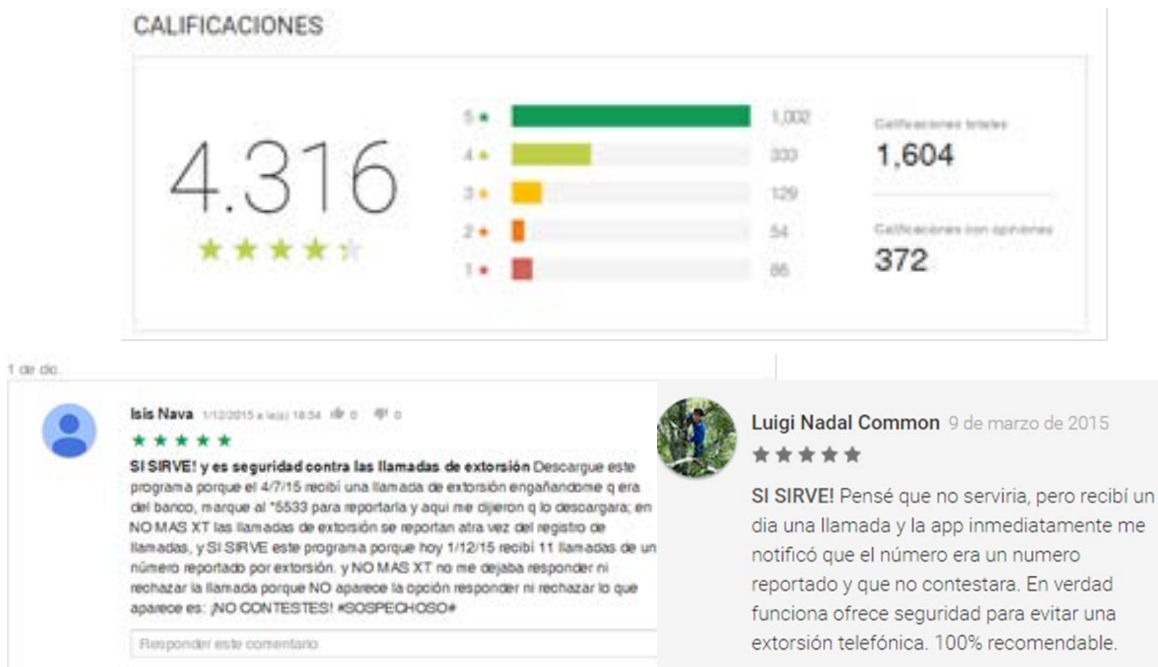 CALIFICACIONES
4.316
5 ★ 1,002
4 ★ 333
3 ★ 129
2 ★ 54
1 ★ 86
Calificaciones totales
1,604
Calificaciones con opiniones
372
1 de dic.
Isis Nava 1/12/2015 a la(s) 18:54 0 0
SI SIRVE! y es seguridad contra las llamadas de extorsión Descargue este
programa porque el 4/7/15 recibí una llamada de extorsión engañandome q era
del banco, marque al *5533 para reportarla y aqui me dijeron q lo descargara; en
NO MAS XT las llamadas de extorsión se reportan atra vez del registro de
llamadas, y SI SIRVE este programa porque hoy 1/12/15 recibí 11 llamadas de un
número reportado por extorsión. y NO MAS XT no me dejaba responder ni
rechazar la llamada porque NO aparece la opción responder ni rechazar lo que
aparece es: ¡NO CONTESTES! #SOSPECHOSO#
Responder este comentario
Luigi Nadal Common 9 de marzo de 2015
SI SIRVE! Pensé que no serviria, pero recibí un
dia una llamada y la app inmediatamente me
notificó que el número era un numero
reportado y que no contestara. En verdad
funciona ofrece seguridad para evitar una
extorsión telefónica. 100% recomendable.